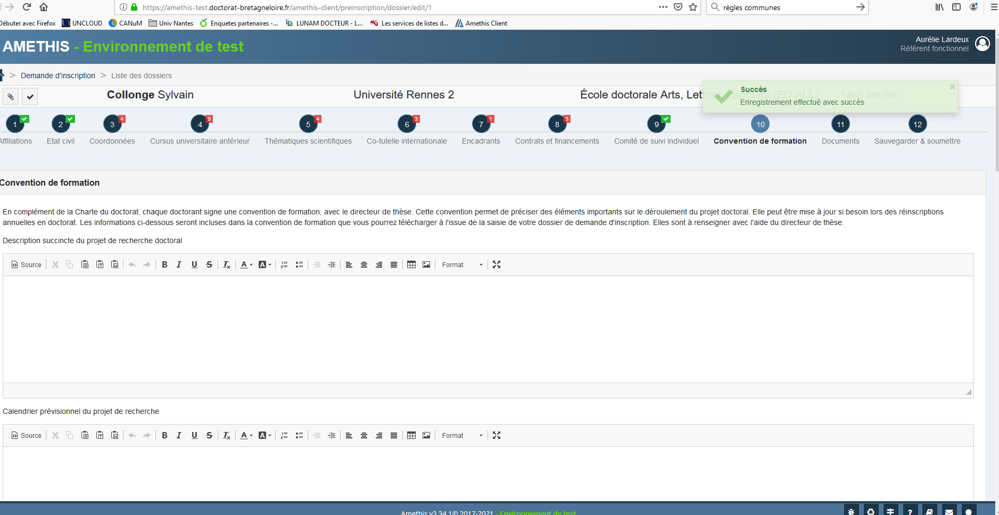 https://amethis-test.doctorat-bretagneloire.fr/amethis-client/preinscription/dossier/edit/1
règles communes
Débuter avec Firefox UNCLOUD CANuM Univ Nantes Enquetes partenaires -... LUNAM DOCTEUR - L... Les services de listes d... Amethis Client
AMETHIS - Environnement de test
Aurélie Lardeux
Référent fonctionnel
> Demande d'inscription > Liste des dossiers
Collonge Sylvain Université Rennes 2 École doctorale Arts, Lettres, Langues (ED ALL) 1ère année
Succès
Enregistrement effectué avec succès
1 2 3 4 4 9 5 4 6 3 7 1 8 3 9 10 11 12
Affiliations Etat civil Coordonnées Cursus universitaire antérieur Thématiques scientifiques Co-tutelle internationale Encadrants Contrats et financements Comité de suivi individuel Convention de formation Documents Sauvegarder & soumettre
Convention de formation
En complément de la Charte du doctorat, chaque doctorant signe une convention de formation, avec le directeur de thèse. Cette convention permet de préciser des éléments importants sur le déroulement du projet doctoral. Elle peut être mise à jour si besoin lors des réinscriptions
annuelles en doctorat. Les informations ci-dessous seront incluses dans la convention de formation que vous pourrez télécharger à l'issue de la saisie de votre dossier de demande d'inscription. Elles sont à renseigner avec l'aide du directeur de thèse.
Description succincte du projet de recherche doctoral
Source B I U S Ix A A Format
Calendrier prévisionnel du projet de recherche
Source B I U S Ix A A Format
Amethis v3.34.1© 2017-2021 - Environnement de test